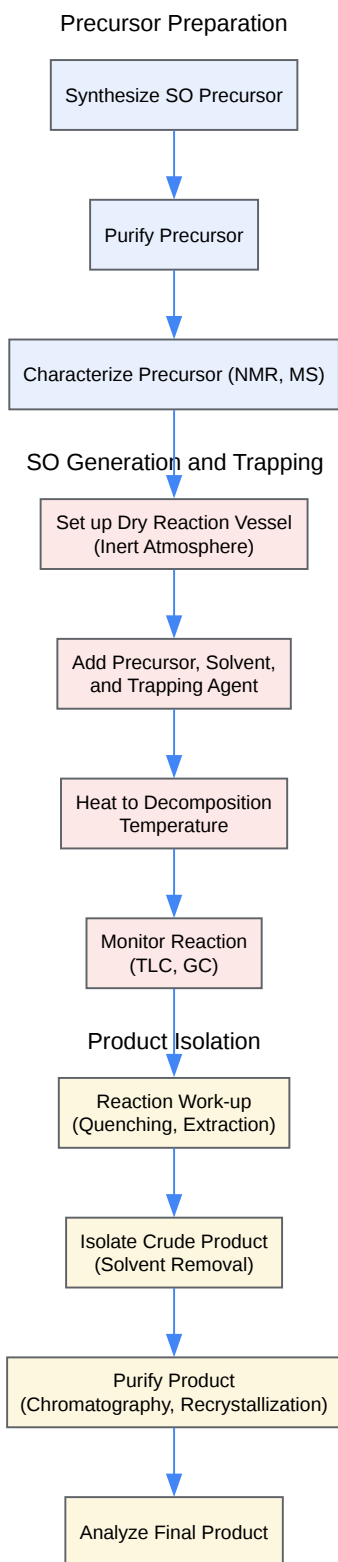 Precursor Preparation
Synthesize SO Precursor
Purify Precursor
Characterize Precursor (NMR, MS)
SO Generation and Trapping
Set up Dry Reaction Vessel
(Inert Atmosphere)
Add Precursor, Solvent,
and Trapping Agent
Heat to Decomposition
Temperature
Monitor Reaction
(TLC, GC)
Product Isolation
Reaction Work-up
(Quenching, Extraction)
Isolate Crude Product
(Solvent Removal)
Purify Product
(Chromatography, Recrystallization)
Analyze Final Product